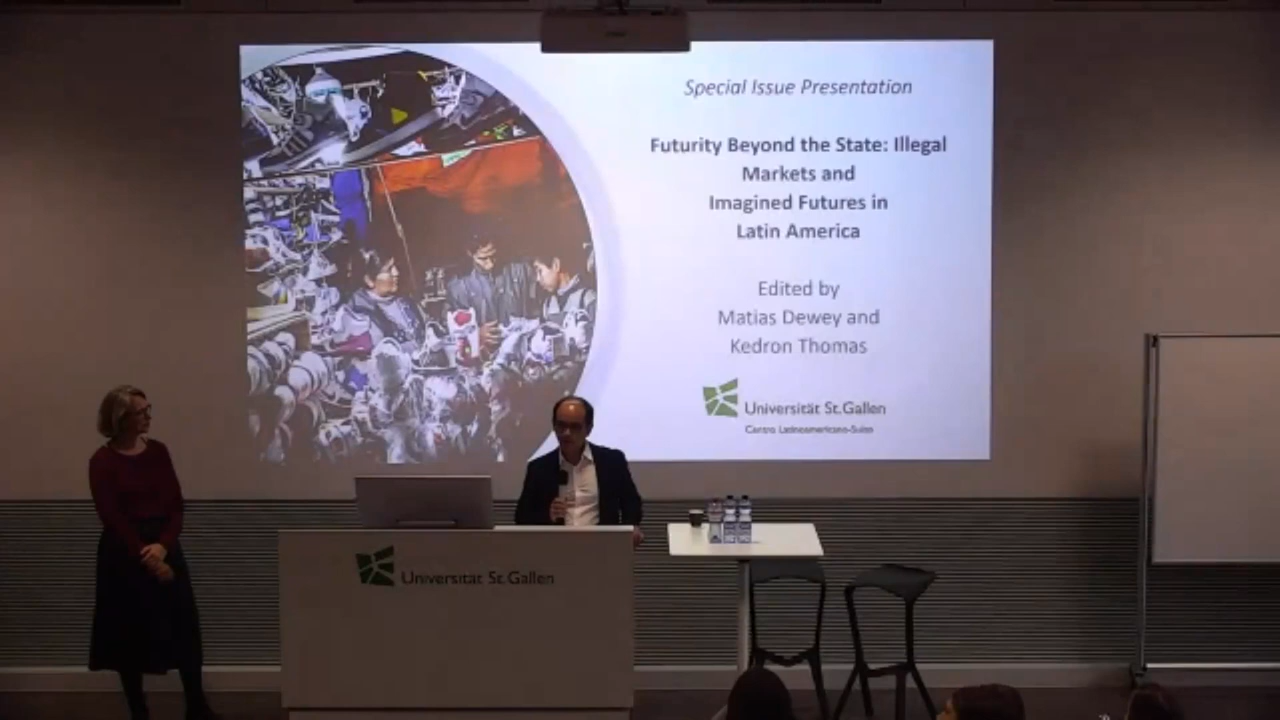 Special Issue Presentation
Futurity Beyond the State: Illegal
Markets and
Imagined Futures in
Latin America
Edited by
Matias Dewey and
Kedron Thomas
Universität St.Gallen
Centro Latinoamericano-Suizo
Universität St.Gallen